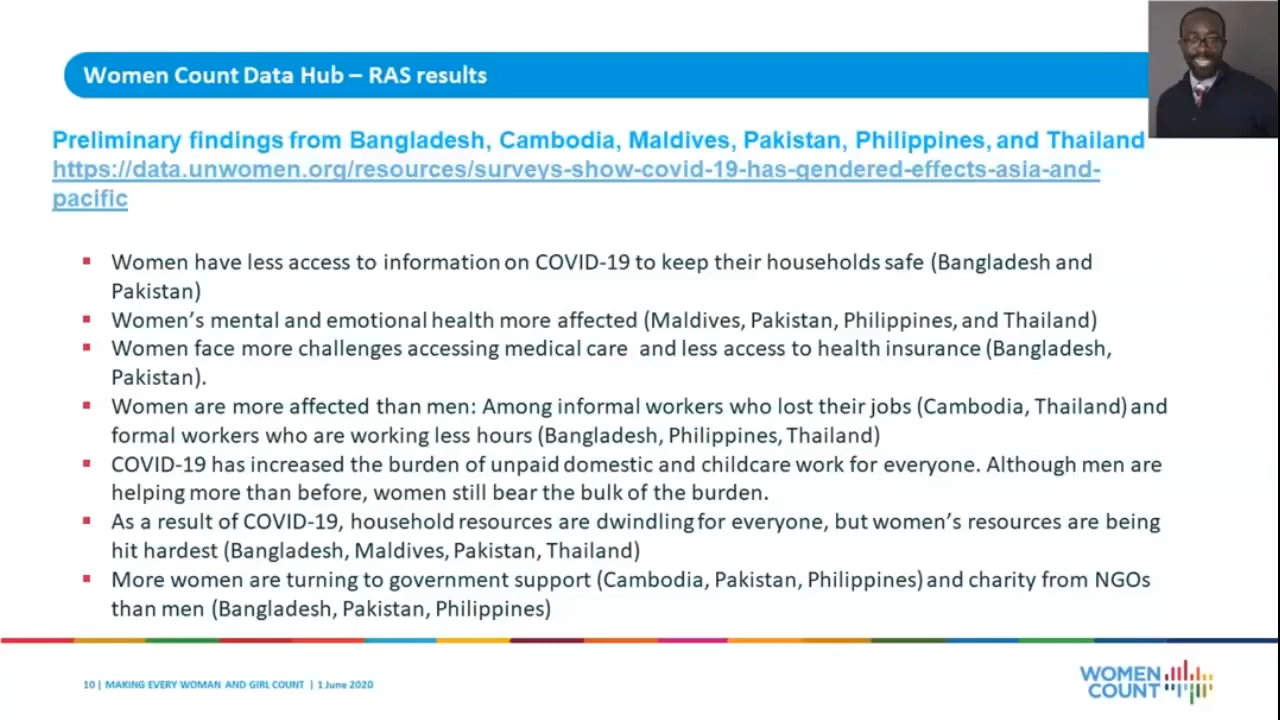 Women Count Data Hub – RAS results
Preliminary findings from Bangladesh, Cambodia, Maldives, Pakistan, Philippines, and Thailand
https://data.unwomen.org/resources/surveys-show-covid-19-has-gendered-effects-asia-and-
pacific
▪ Women have less access to information on COVID-19 to keep their households safe (Bangladesh and
Pakistan)
▪ Women’s mental and emotional health more affected (Maldives, Pakistan, Philippines, and Thailand)
▪ Women face more challenges accessing medical care and less access to health insurance (Bangladesh,
Pakistan).
▪ Women are more affected than men: Among informal workers who lost their jobs (Cambodia, Thailand) and
formal workers who are working less hours (Bangladesh, Philippines, Thailand)
▪ COVID-19 has increased the burden of unpaid domestic and childcare work for everyone. Although men are
helping more than before, women still bear the bulk of the burden.
▪ As a result of COVID-19, household resources are dwindling for everyone, but women’s resources are being
hit hardest (Bangladesh, Maldives, Pakistan, Thailand)
▪ More women are turning to government support (Cambodia, Pakistan, Philippines) and charity from NGOs
than men (Bangladesh, Pakistan, Philippines)
10 | MAKING EVERY WOMAN AND GIRL COUNT | 1 June 2020
WOMEN
COUNT